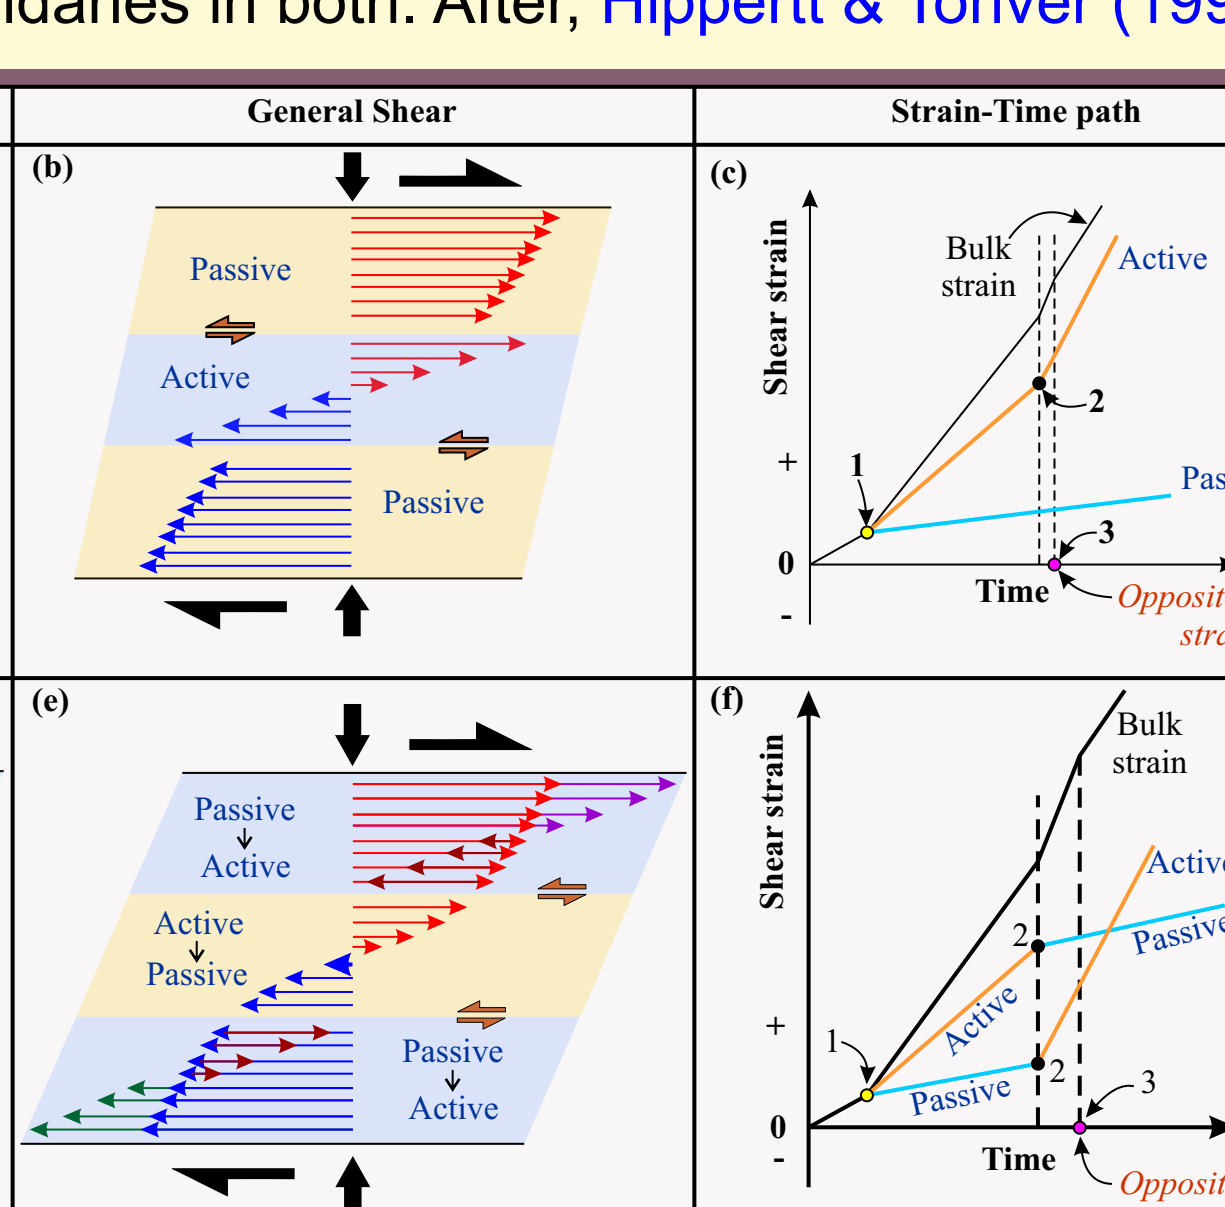 both. After,
General Shear
Strain-Time path
(b)
Passive
Active
Passive
(c)
Shear strain
Bulk
strain
Active
2
1
+
0
-
3
Time
(e)
Passive
Active
Active
Passive
Passive
Active
(f)
Shear strain
Bulk
strain
Active
Passive
2
1
Active
+
2
Passive
3
0
-
Time